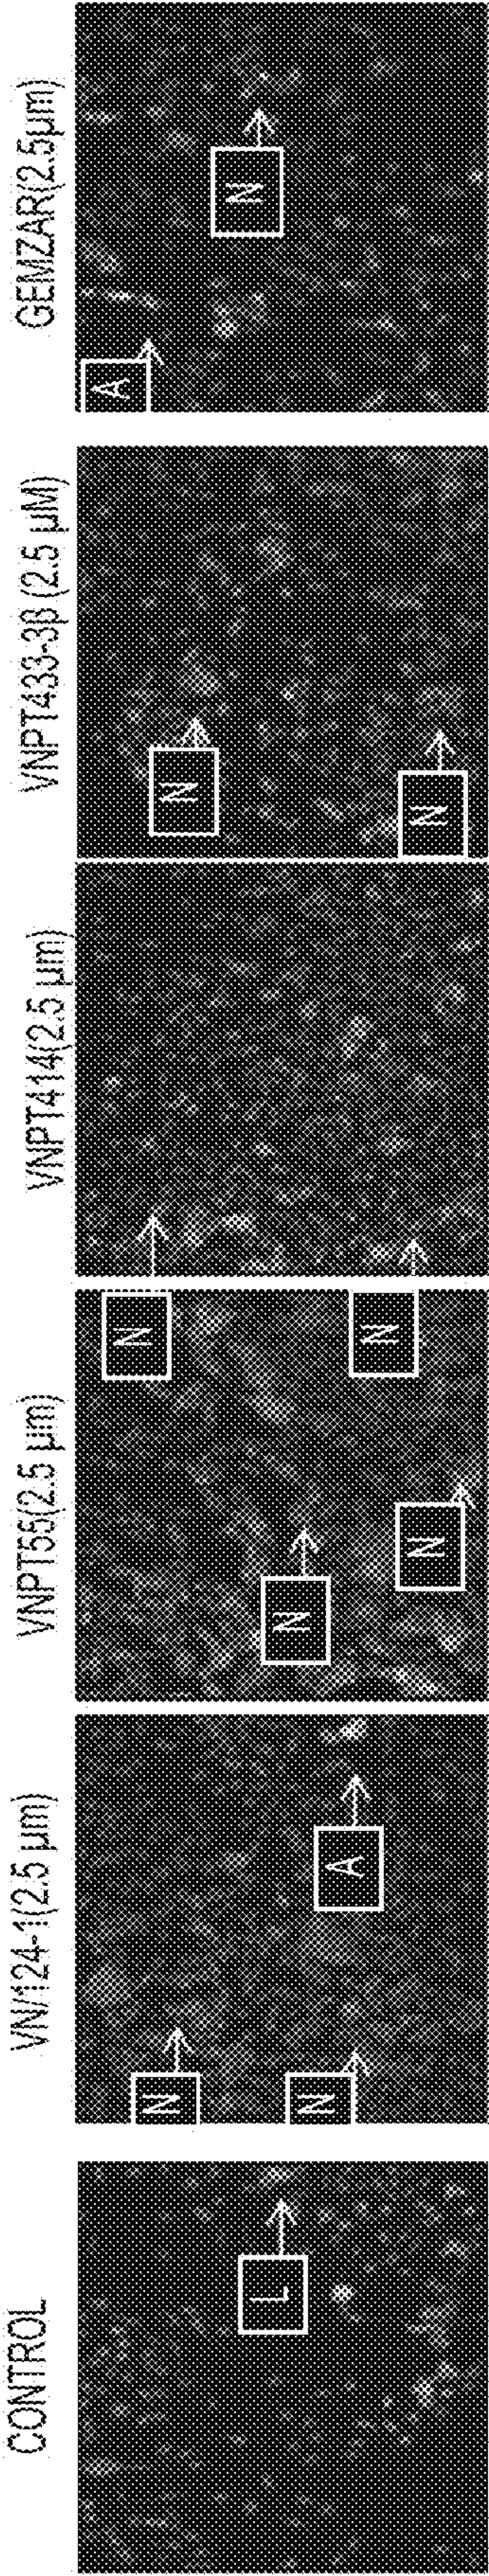 CONTROL
L
VN/124-1(2.5 µm)
N
N
A
VNPT55(2.5 µm)
N
N
N
N
VNPT414(2.5 µm)
VNPT433-3β (2.5 µM)
N
N
GEMZAR(2.5µm)
A
N